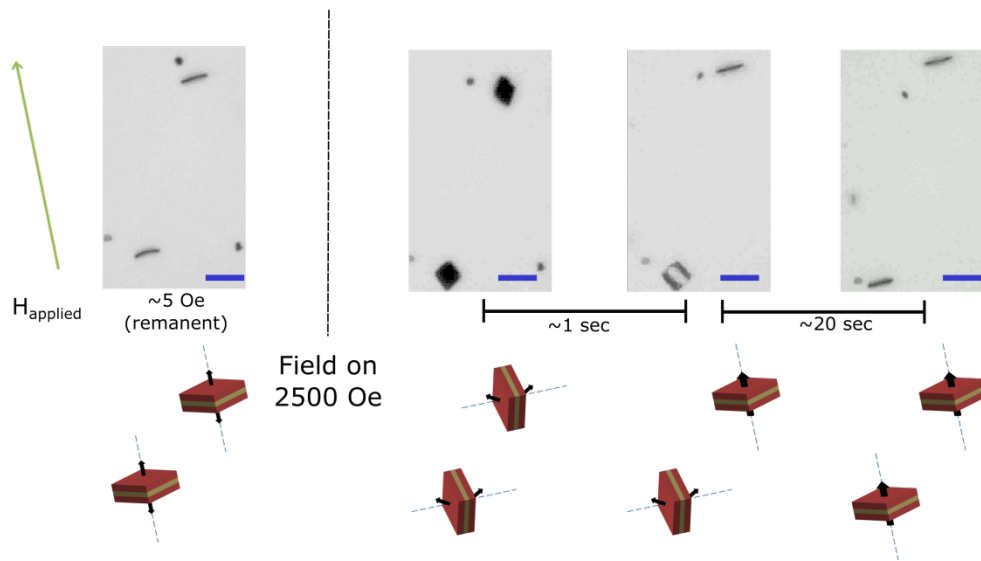 H_applied
~5 Oe
(remanent)
Field on
2500 Oe
~1 sec
~20 sec